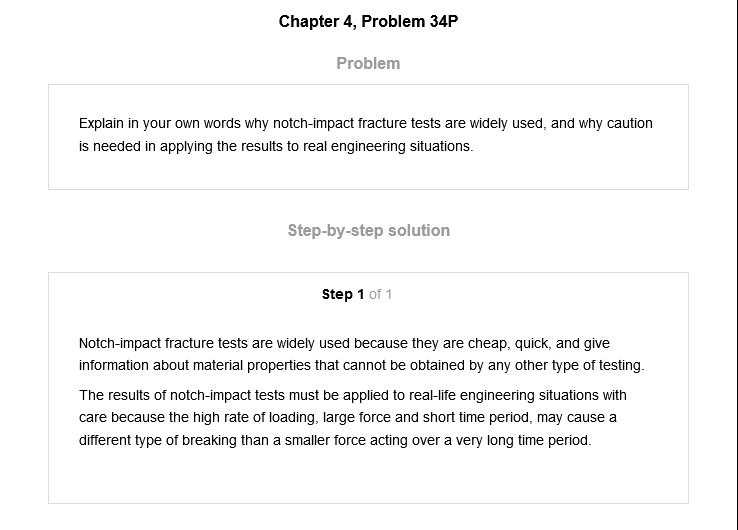 Chapter 4, Problem 34P
Problem
Explain in your own words why notch-impact fracture tests are widely used, and why caution
is needed in applying the results to real engineering situations.
Step-by-step solution
Step 1 of 1
Notch-impact fracture tests are widely used because they are cheap, quick, and give
information about material properties that cannot be obtained by any other type of testing.
The results of notch-impact tests must be applied to real-life engineering situations with
care because the high rate of loading, large force and short time period, may cause a
different type of breaking than a smaller force acting over a very long time period.